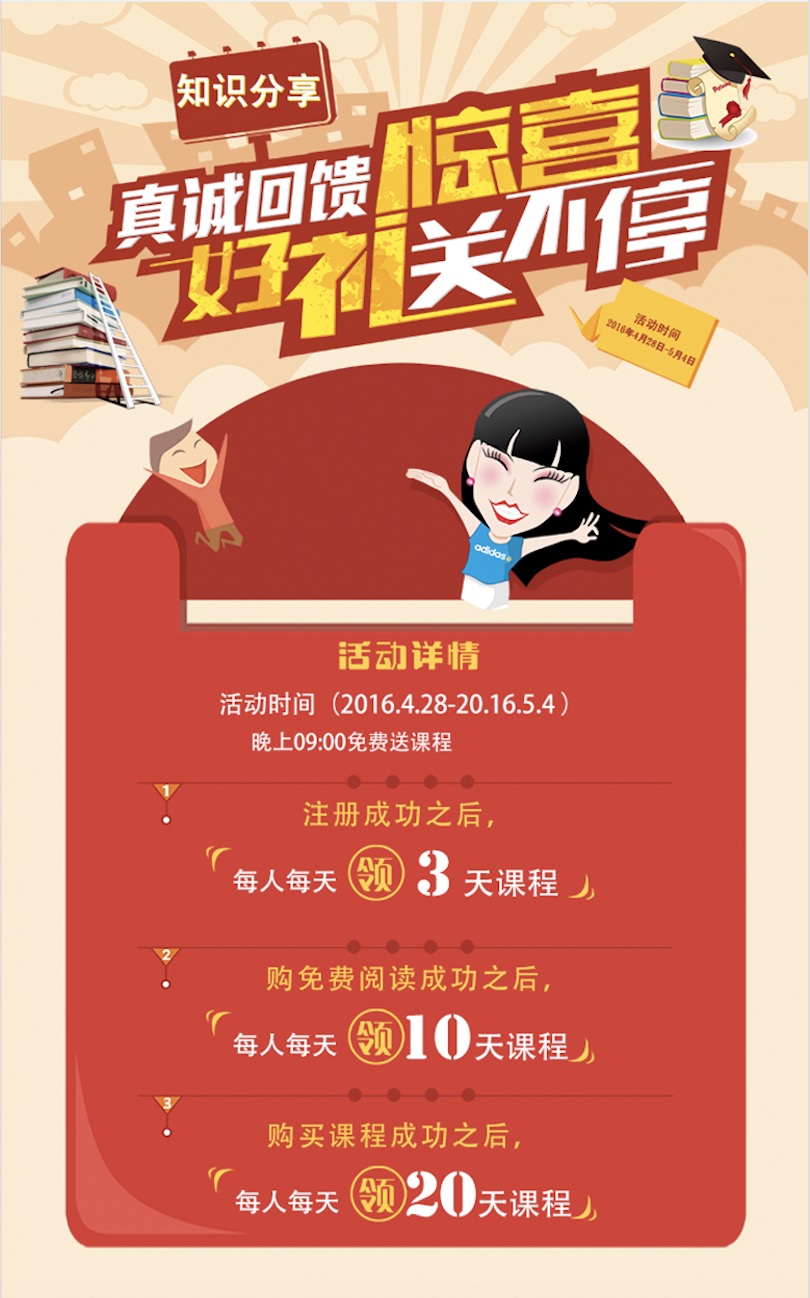 知识分享
真诚回馈惊喜
好礼关不停
活动时间
2016年4月28日-5月4日
adidas
活动详情
活动时间（2016.4.28-20.16.5.4）
晚上09:00免费送课程
1
注册成功之后,
每人每天 领 3 天课程
2
购免费阅读成功之后,
每人每天 领 10 天课程
3
购买课程成功之后,
每人每天 领 20 天课程